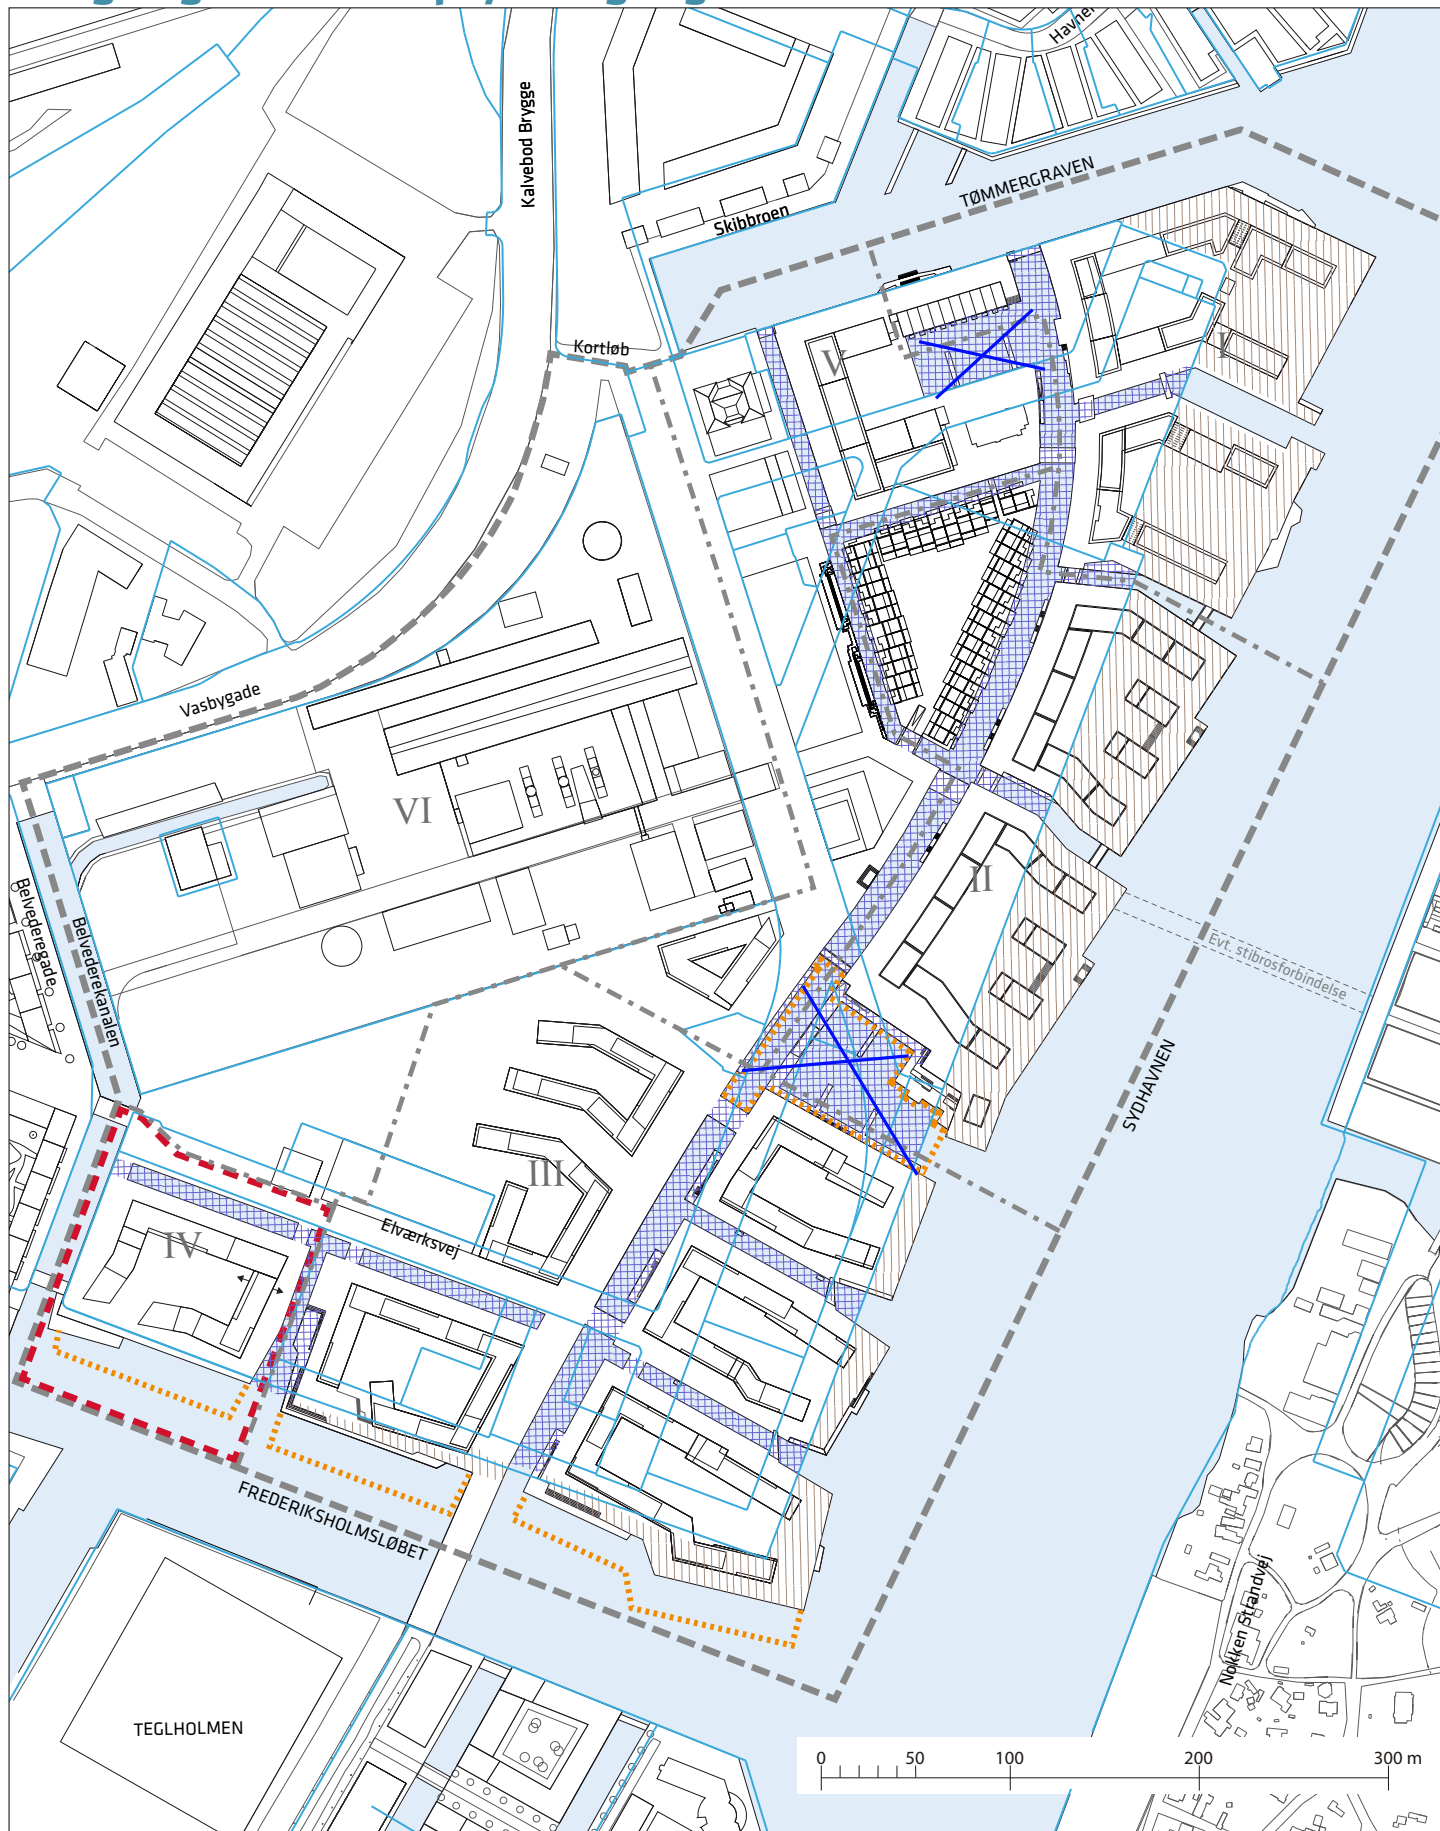 Havne
Kalvebod Brygge
TØMMERGRAVEN
Skibbroen
Kortløb
V
I
Vasbygade
VI
II
Belvederegade
Belvederekanalen
Evt. stibrosforbindelse
SYDHAVNEN
III
IV
Elværksvej
FREDERIKSHOLMSLØBET
Nokken Strandvej
TEGLHOLMEN
0 50 100 200 300 m